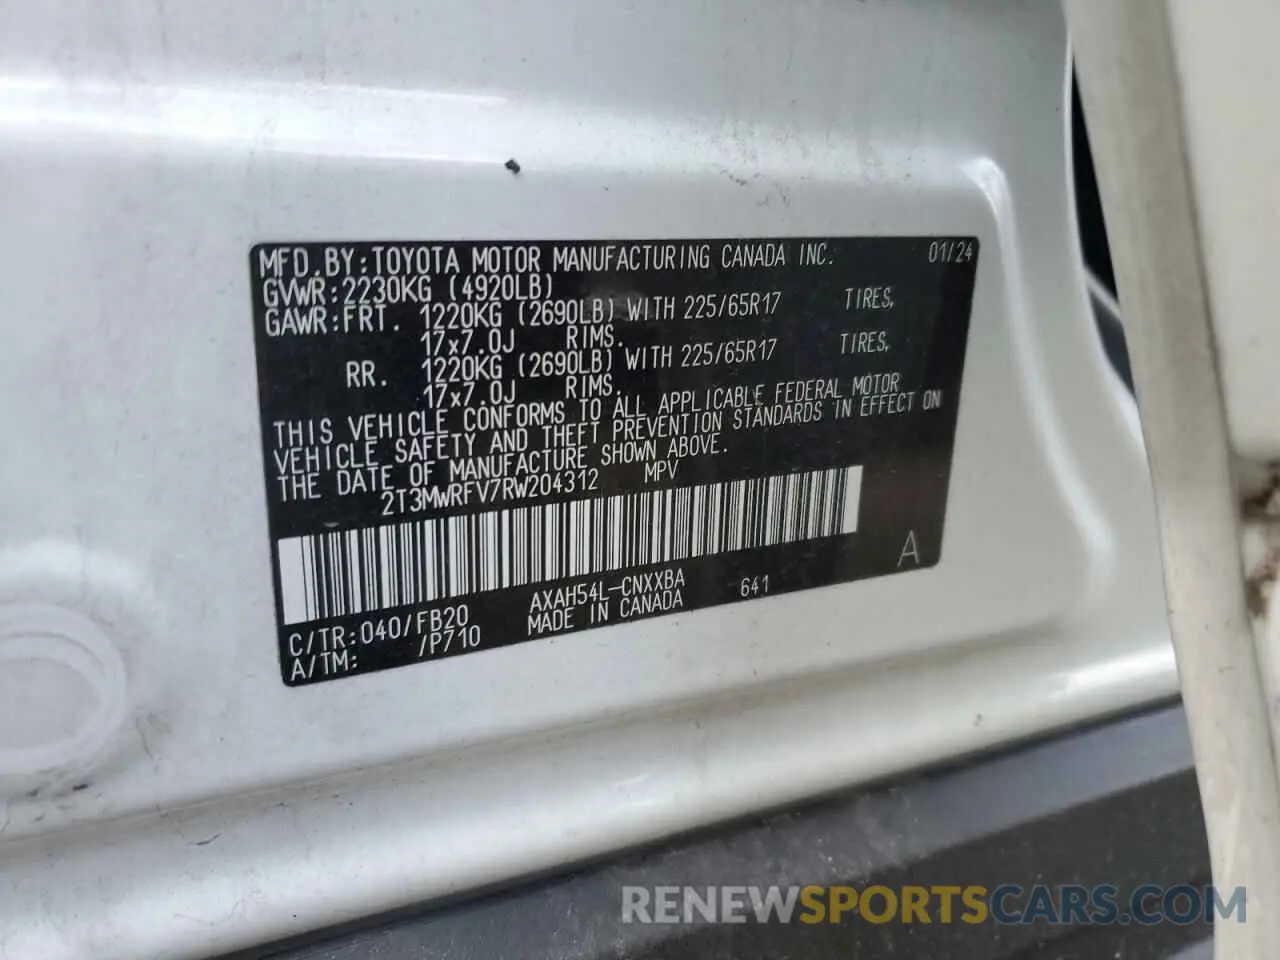 MFD.BY:TOYOTA MOTOR MANUFACTURING CANADA INC. 01/24
GVWR:2230KG (4920LB)
GAWR:FRT. 1220KG (2690LB) WITH 225/65R17 TIRES,
17x7.0J RIMS.
RR. 1220KG (2690LB) WITH 225/65R17 TIRES,
17x7.0J RIMS.
THIS VEHICLE CONFORMS TO ALL APPLICABLE FEDERAL MOTOR
VEHICLE SAFETY AND THEFT PREVENTION STANDARDS IN EFFECT ON
THE DATE OF MANUFACTURE SHOWN ABOVE.
2T3MWRFV7RW204312 MPV
A
C/TR:040/FB20 AXAH54L-CNXXBA 641
A/TM: /P710 MADE IN CANADA
RENEWSPORTSCARS.COM